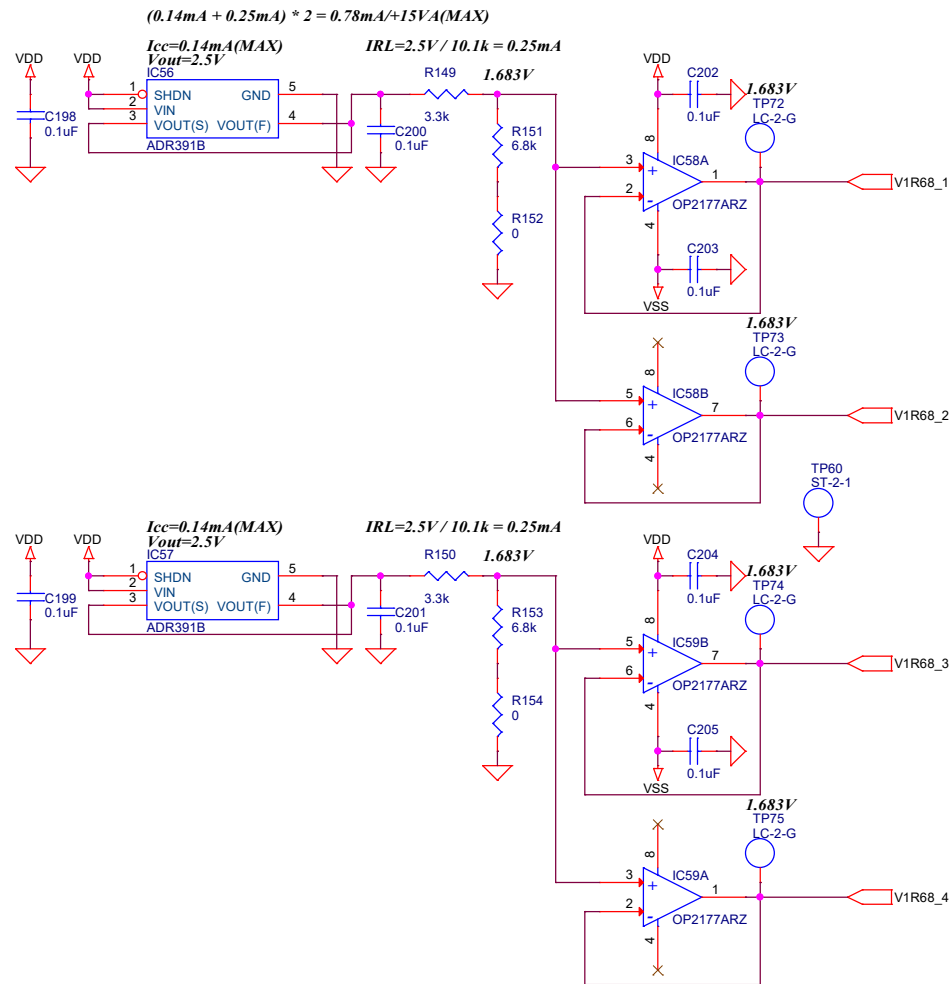 (0.14mA + 0.25mA) * 2 = 0.78mA/+15VA(MAX)
Icc=0.14mA(MAX)
Vout=2.5V
IRL=2.5V / 10.1k = 0.25mA
VDD
VDD
IC56
1
2
3
SHDN
VIN
VOUT(S)
GND
VOUT(F)
5
4
ADR391B
C198
0.1uF
C200
0.1uF
R149
3.3k
1.683V
R151
6.8k
R152
0
VDD
C202
0.1uF
8
3
2
+
-
IC58A
1
OP2177ARZ
4
C203
0.1uF
VSS
1.683V
TP72
LC-2-G
V1R68_1
1.683V
TP73
LC-2-G
8
5
6
+
-
IC58B
7
OP2177ARZ
4
V1R68_2
TP60
ST-2-1
Icc=0.14mA(MAX)
Vout=2.5V
IRL=2.5V / 10.1k = 0.25mA
VDD
VDD
IC57
1
2
3
SHDN
VIN
VOUT(S)
GND
VOUT(F)
5
4
ADR391B
C199
0.1uF
C201
0.1uF
R150
3.3k
1.683V
R153
6.8k
R154
0
VDD
C204
0.1uF
8
5
6
+
-
IC59B
7
OP2177ARZ
4
C205
0.1uF
VSS
1.683V
TP74
LC-2-G
V1R68_3
1.683V
TP75
LC-2-G
8
3
2
+
-
IC59A
1
OP2177ARZ
4
V1R68_4